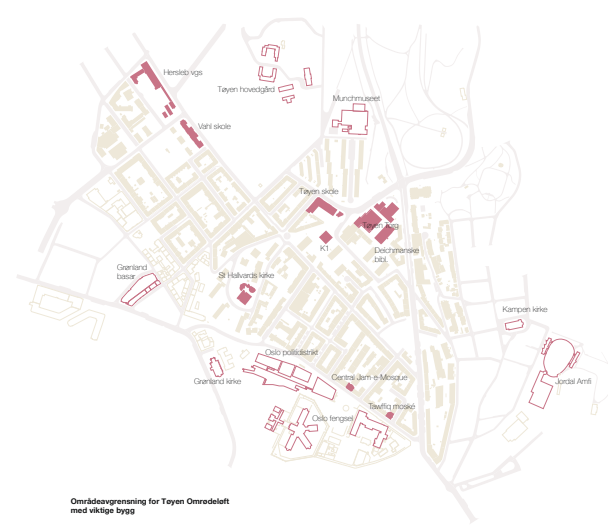 Hersleb vgs
Tøyen hovedgård
Munchmuseet
Vahl skole
Tøyen skole
Tøyen Torg
K1
Deichmanske
bibl.
Grønland
basar
St Hallvards kirke
Kampen kirke
Oslo politidistrikt
Grønland kirke
Central Jam-e-Mosque
Jordal Amfi
Tawfiiq moské
Oslo fengsel
Områdeavgrensning for Tøyen Omrødeløft
med viktige bygg